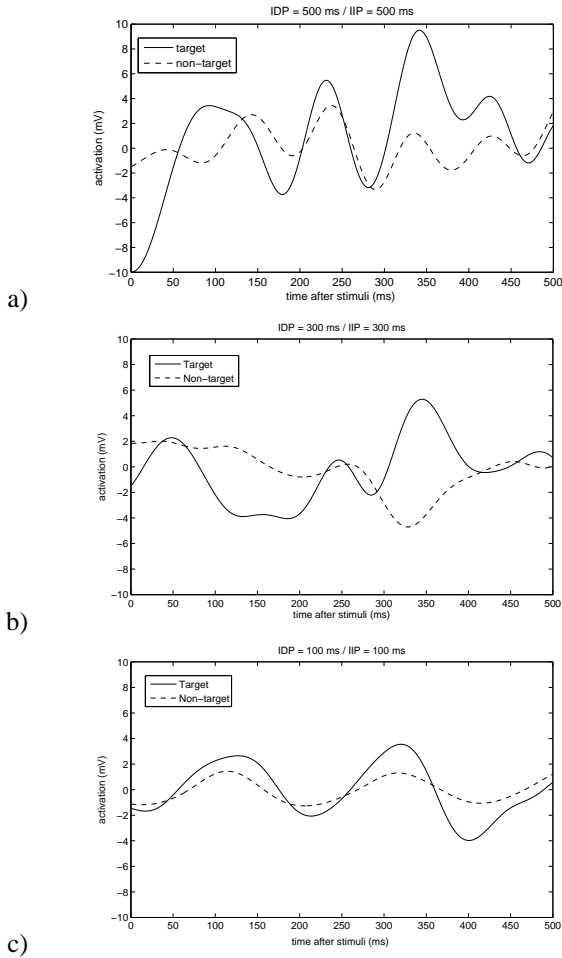 IDP = 500 ms / IIP = 500 ms
10
8
6
4
2
0
−2
−4
−6
−8
−10
activation (mV)
target
non−target
0 50 100 150 200 250 300 350 400 450 500
time after stimuli (ms)
a)
IDP = 300 ms / IIP = 300 ms
10
8
6
4
2
0
−2
−4
−6
−8
−10
activation (mV)
Target
Non−target
0 50 100 150 200 250 300 350 400 450 500
time after stimuli (ms)
b)
IDP = 100 ms / IIP = 100 ms
10
8
6
4
2
0
−2
−4
−6
−8
−10
activation (mV)
Target
Non−target
0 50 100 150 200 250 300 350 400 450 500
time after stimuli (ms)
c)